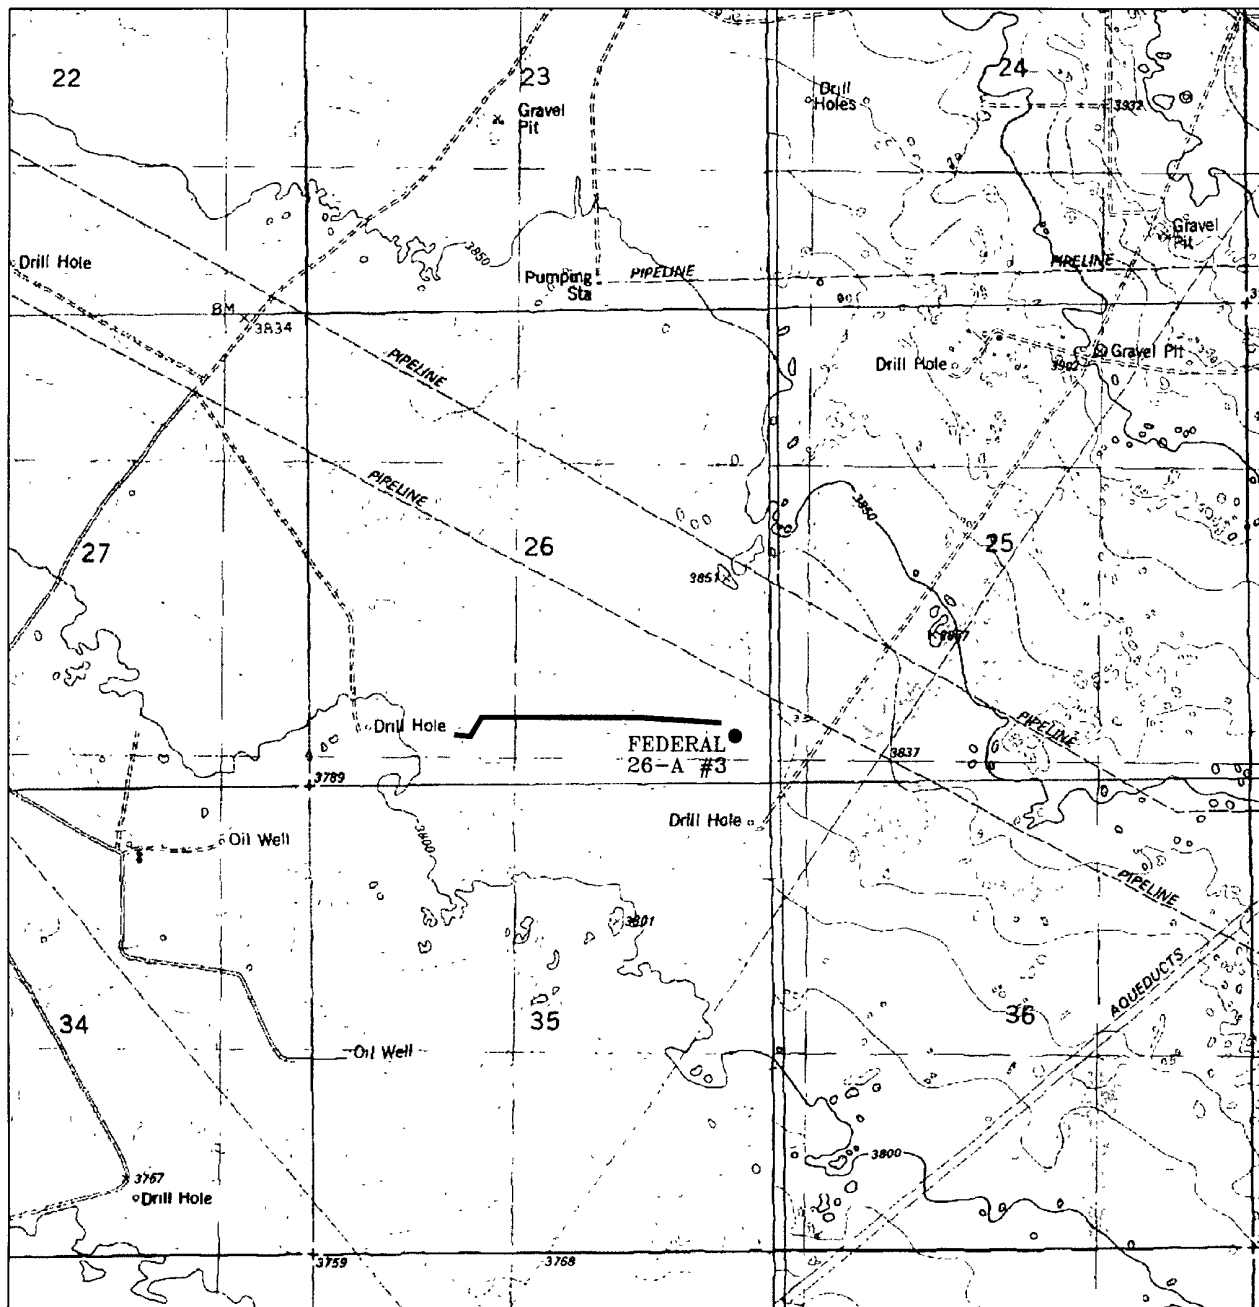 22
23
24
Drill
Holes
3932
Gravel
Pit
Gravel
Pit
3850
Drill Hole
Pumping
Sta
PIPELINE
PIPELINE
BM
3834
PIPELINE
Drill Hole
3902
Gravel Pit
PIPELINE
3850
27
26
25
3851
Drill Hole
FEDERAL
26-A #3
PIPELINE
3837
3789
3800
Drill Hole
Oil Well
PIPELINE
3801
AQUEDUCTS
34
35
36
Oil Well
3800
3767
Drill Hole
3759
3768